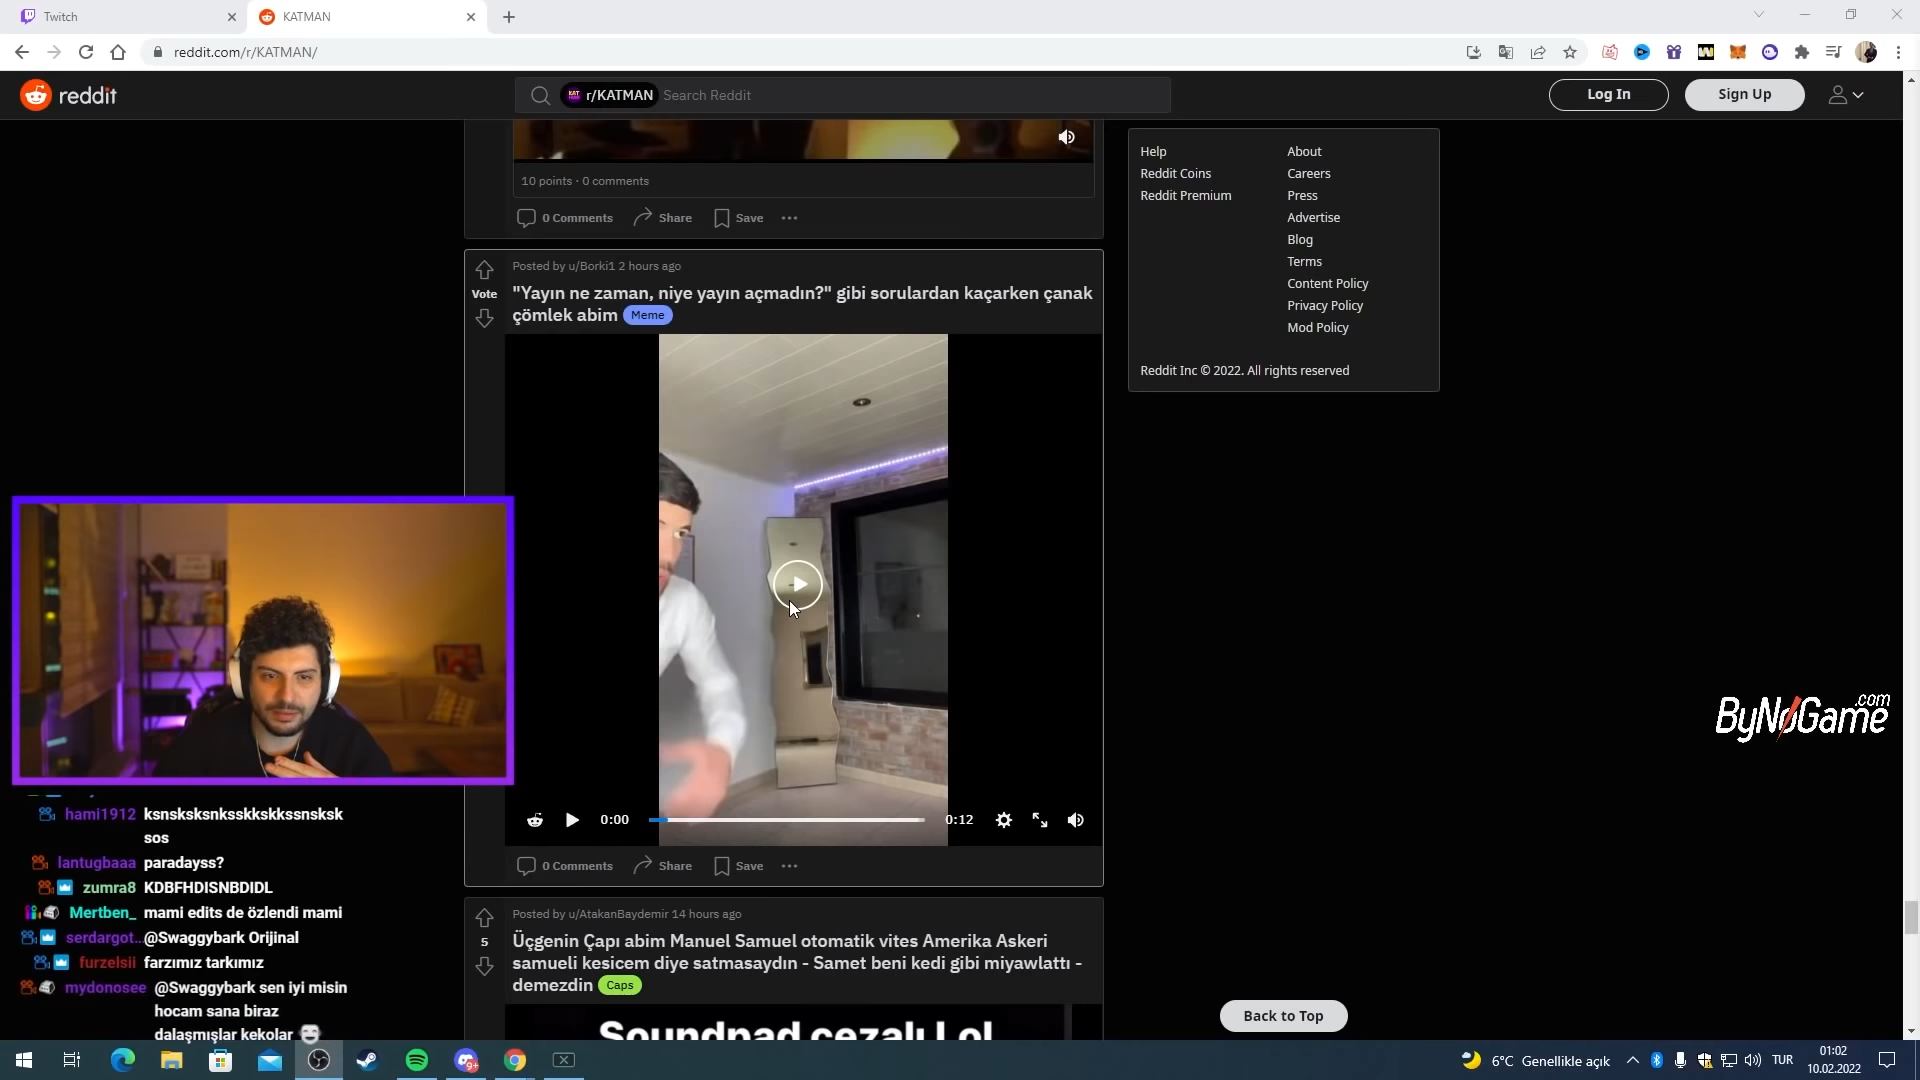 Twitch
KATMAN
reddit.com/r/KATMAN/
reddit
r/KATMAN
Search Reddit
Log In
Sign Up
10 points · 0 comments
0 Comments
Share
Save
Help
About
Reddit Coins
Careers
Reddit Premium
Press
Advertise
Blog
Terms
Content Policy
Privacy Policy
Mod Policy
Reddit Inc © 2022. All rights reserved
Posted by u/Borki1 2 hours ago
Vote
"Yayın ne zaman, niye yayın açmadın?" gibi sorulardan kaçarken çanak
çömlek abim Meme
0:00
0:12
0 Comments
Share
Save
Posted by u/AtakanBaydemir 14 hours ago
5
Üçgenin Çapı abim Manuel Samuel otomatik vites Amerika Askeri
samueli kesicem diye satmasaydın - Samet beni kedi gibi miyawlattı -
demezdin Caps
Soundpad cezalı Lol
Back to Top
ByNoGame.com
hami1912 ksnsksksnksskkskkssnsksk
sos
lantugbaaa paradayss?
zumra8 KDBFHDISNBDIDL
Mertben_ mami edits de özlendi mami
serdargot... @Swaggybark Orijinal
furzelsii farzımız tarkımız
mydonosee @Swaggybark sen iyi misin
hocam sana biraz
dalaşmışlar kekolar
9+
6°C Genellikle açık
TUR
01:02
10.02.2022